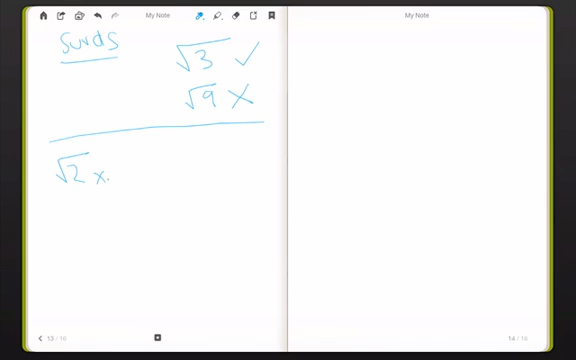 My Note
My Note
Surds
√3 ✓
√9 ×
√2 ×
13 / 16
14 / 16